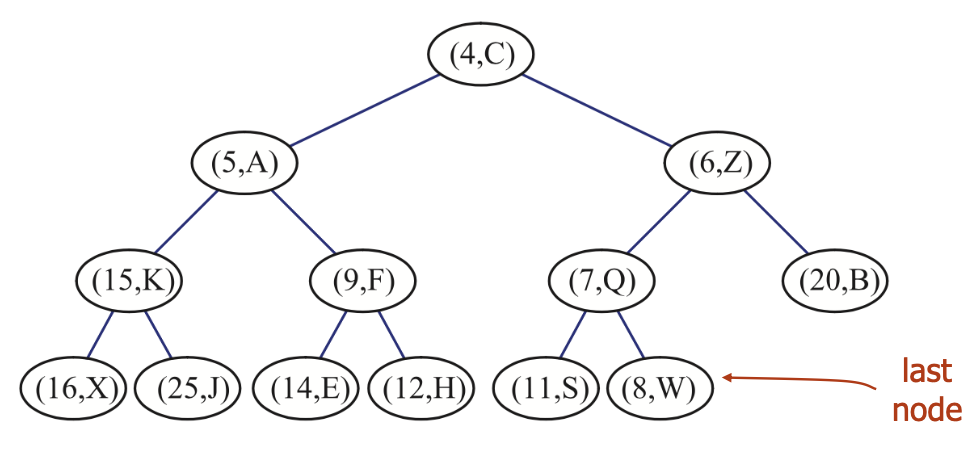 (4,C)
(5,A)
(6,Z)
(15,K)
(9,F)
(7,Q)
(20,B)
(16,X)
(25,J)
(14,E)
(12,H)
(11,S)
(8,W)
last
node